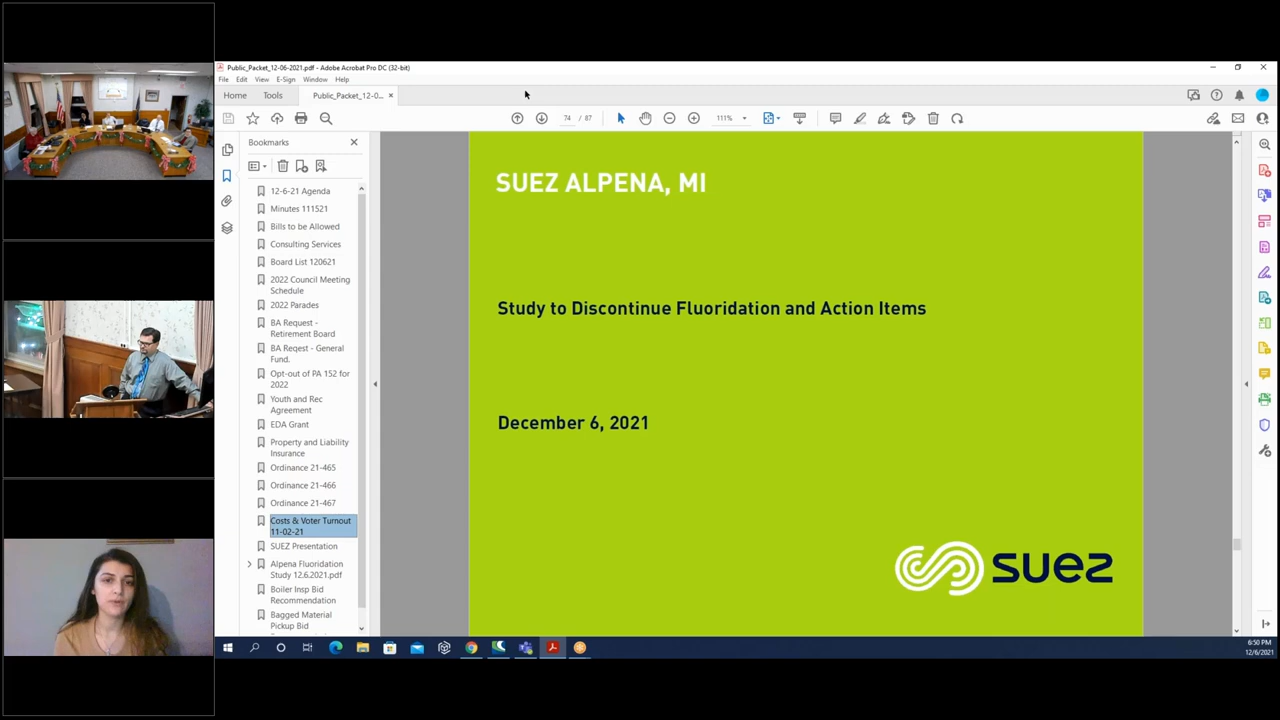 Public_Packet_12-06-2021.pdf - Adobe Acrobat Pro DC (32-bit)
File Edit View E-Sign Window Help
Home Tools Public_Packet_12-0... ×
74 / 87 111%
Bookmarks
12-6-21 Agenda
Minutes 111521
Bills to be Allowed
Consulting Services
Board List 120621
2022 Council Meeting
Schedule
2022 Parades
BA Request -
Retirement Board
BA Reqest - General
Fund.
Opt-out of PA 152 for
2022
Youth and Rec
Agreement
EDA Grant
Property and Liability
Insurance
Ordinance 21-465
Ordinance 21-466
Ordinance 21-467
Costs & Voter Turnout
11-02-21
SUEZ Presentation
Alpena Fluoridation
Study 12.6.2021.pdf
Boiler Insp Bid
Recommendation
Bagged Material
Pickup Bid
SUEZ ALPENA, MI
Study to Discontinue Fluoridation and Action Items
December 6, 2021
suez
6:50 PM
12/6/2021